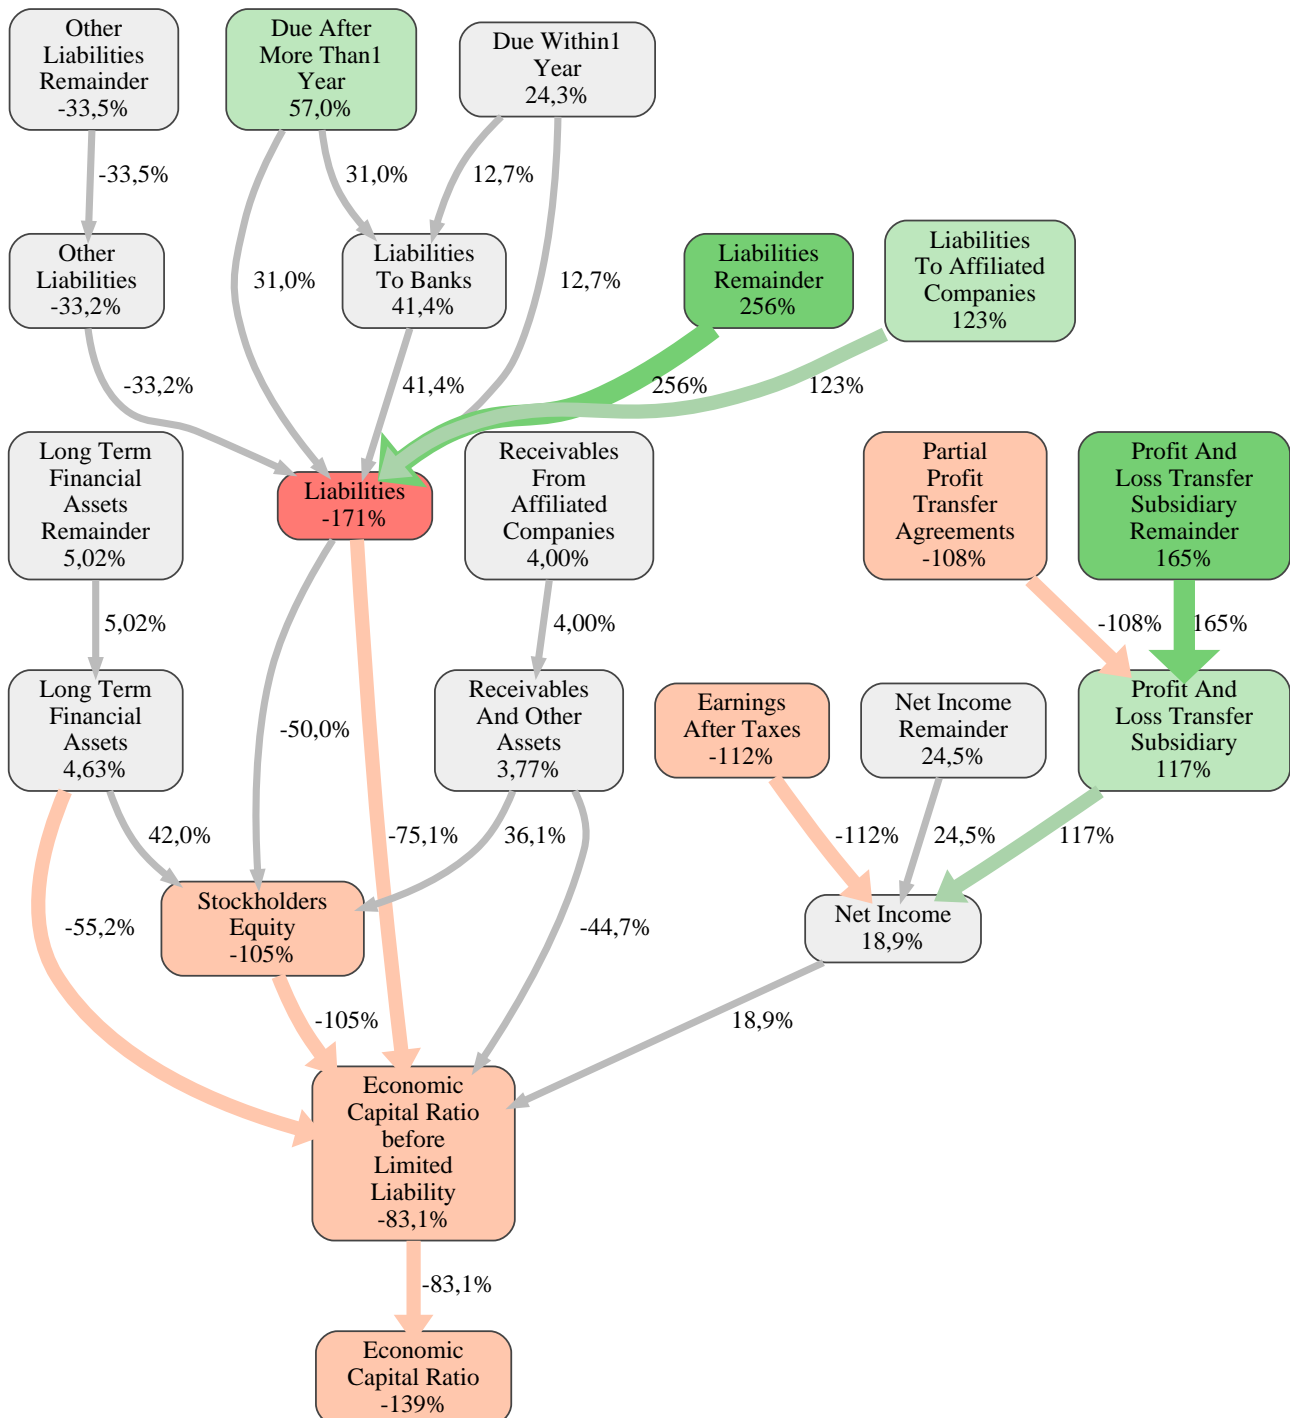 Other
Liabilities
Remainder
-33,5%
Due After
More Than1
Year
57,0%
Due Within1
Year
24,3%
-33,5%
31,0%
12,7%
Other
Liabilities
-33,2%
31,0%
Liabilities
To Banks
41,4%
12,7%
Liabilities
Remainder
256%
Liabilities
To Affiliated
Companies
123%
-33,2%
41,4%
256%
123%
Long Term
Financial
Assets
Remainder
5,02%
Liabilities
-171%
Receivables
From
Affiliated
Companies
4,00%
Partial
Profit
Transfer
Agreements
-108%
Profit And
Loss Transfer
Subsidiary
Remainder
165%
5,02%
4,00%
-108%
165%
Long Term
Financial
Assets
4,63%
-50,0%
Receivables
And Other
Assets
3,77%
Earnings
After Taxes
-112%
Net Income
Remainder
24,5%
Profit And
Loss Transfer
Subsidiary
117%
42,0%
-75,1%
36,1%
-112%
24,5%
117%
-55,2%
Stockholders
Equity
-105%
-44,7%
Net Income
18,9%
-105%
18,9%
Economic
Capital Ratio
before
Limited
Liability
-83,1%
-83,1%
Economic
Capital Ratio
-139%